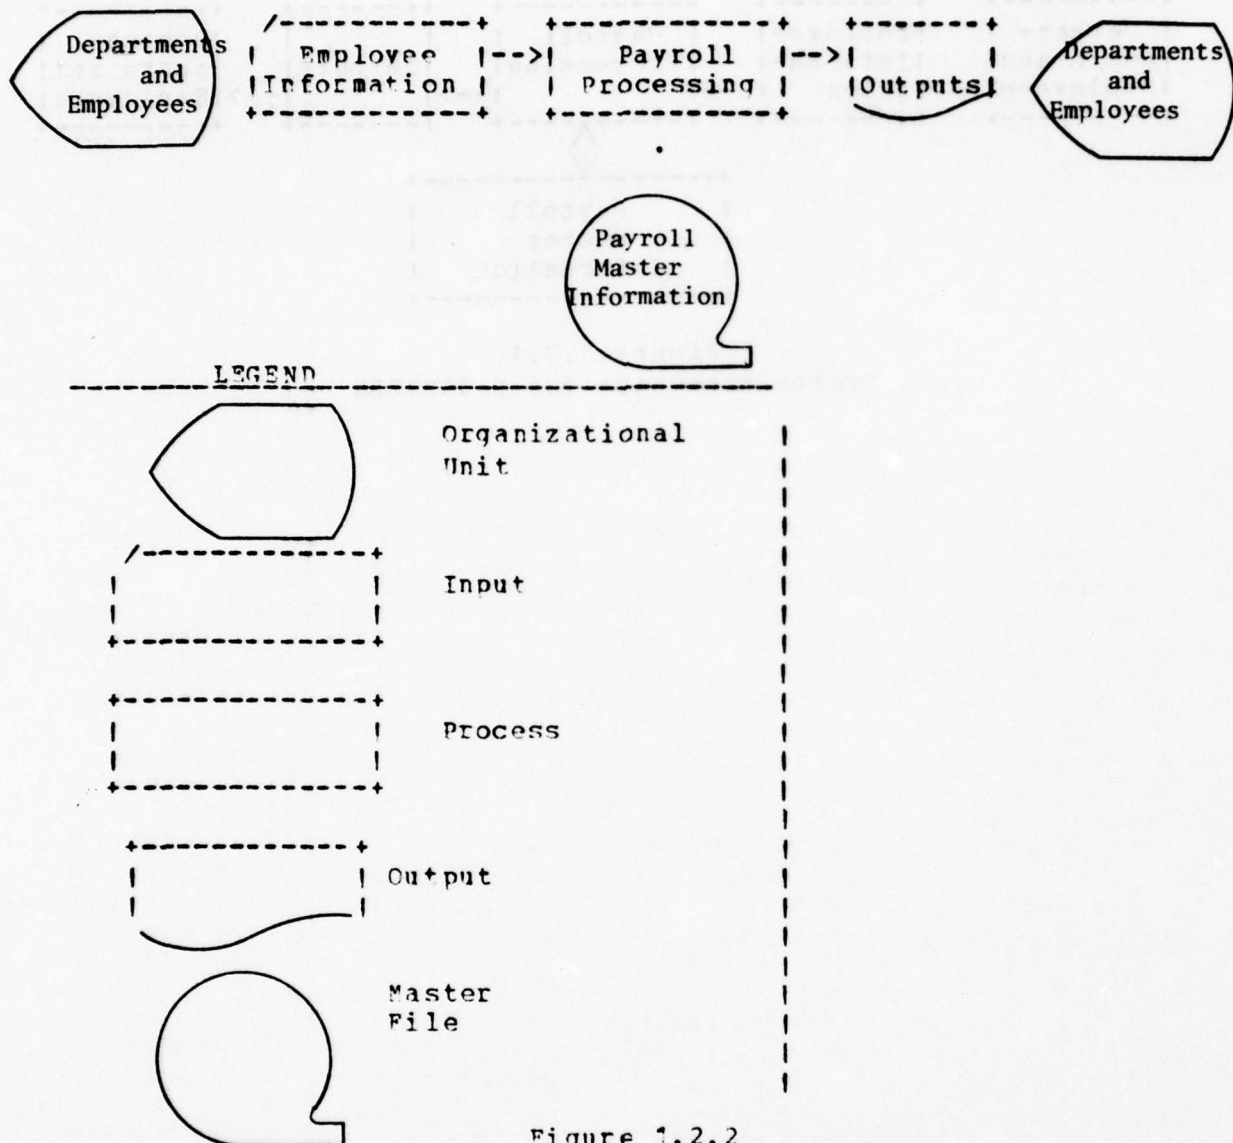 Departments
and
Employees
Employee
Information
Payroll
Processing
Outputs
Departments
and
Employees
Payroll
Master
Information
LEGEND
Organizational
Unit
Input
Process
Output
Master
File
Figure 1.2.2